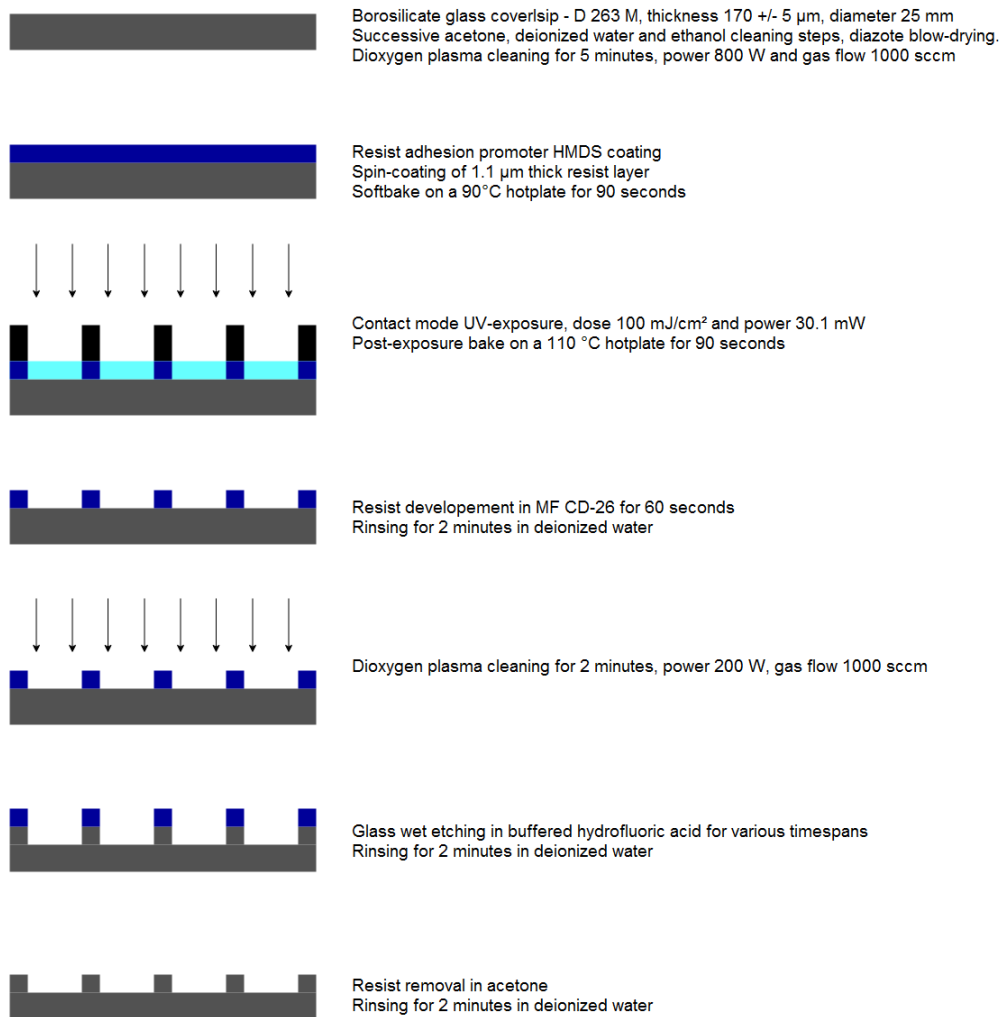 Borosilicate glass coverlsip - D 263 M, thickness 170 +/- 5 µm, diameter 25 mm
Successive acetone, deionized water and ethanol cleaning steps, diazote blow-drying.
Dioxygen plasma cleaning for 5 minutes, power 800 W and gas flow 1000 sccm
Resist adhesion promoter HMDS coating
Spin-coating of 1.1 µm thick resist layer
Softbake on a 90°C hotplate for 90 seconds
Contact mode UV-exposure, dose 100 mJ/cm² and power 30.1 mW
Post-exposure bake on a 110 °C hotplate for 90 seconds
Resist developement in MF CD-26 for 60 seconds
Rinsing for 2 minutes in deionized water
Dioxygen plasma cleaning for 2 minutes, power 200 W, gas flow 1000 sccm
Glass wet etching in buffered hydrofluoric acid for various timespans
Rinsing for 2 minutes in deionized water
Resist removal in acetone
Rinsing for 2 minutes in deionized water